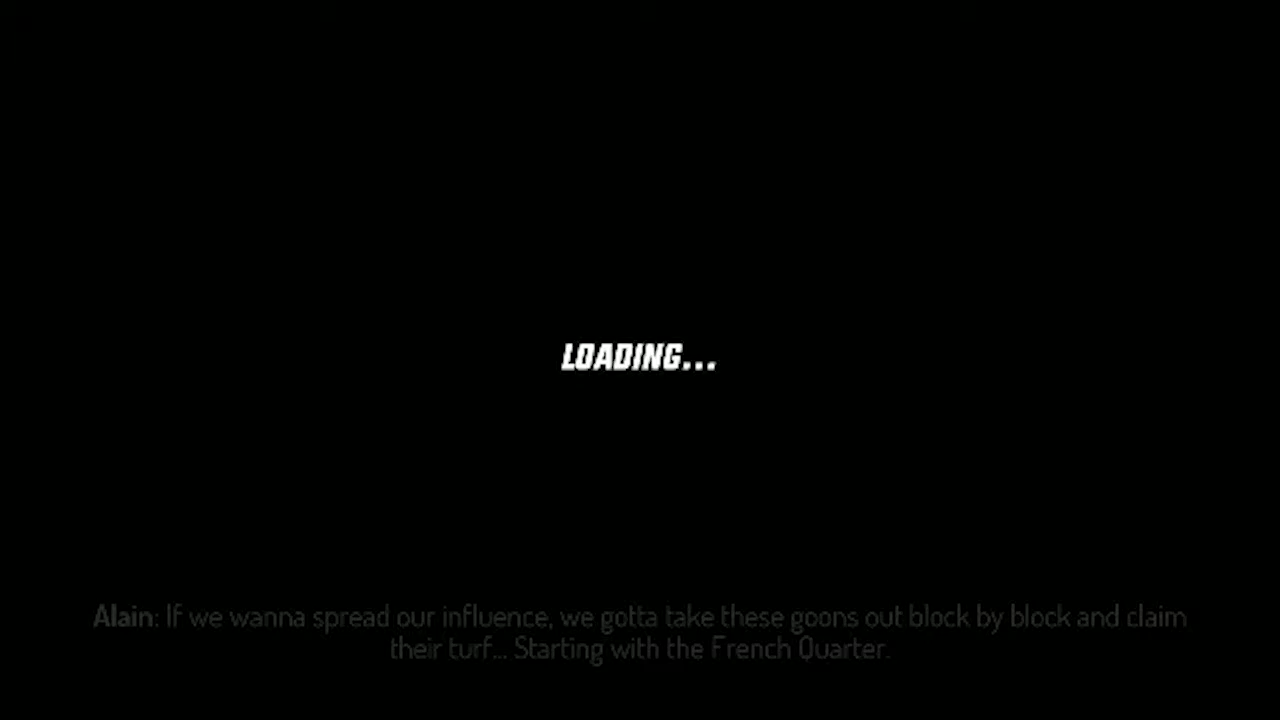 LOADING...
Alain: If we wanna spread our influence, we gotta take these goons out block by block and claim
their turf... Starting with the French Quarter.